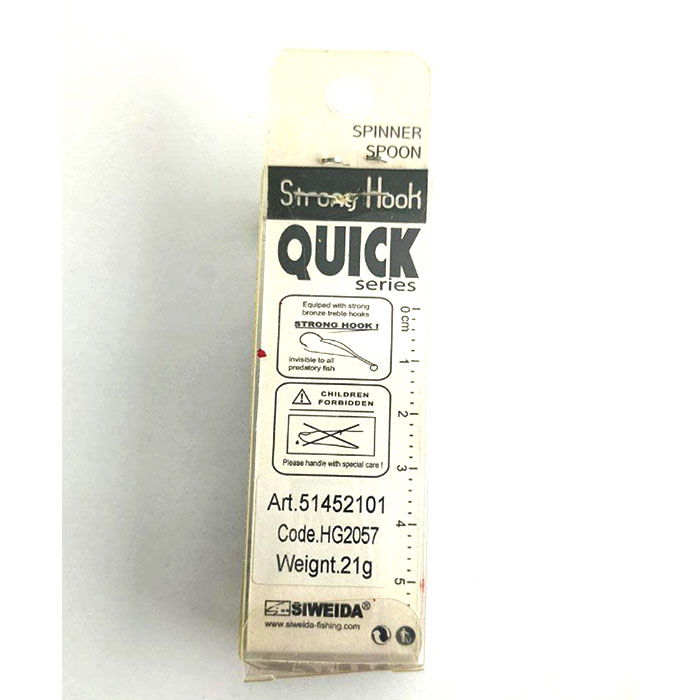 SPINNER
SPOON
Strong Hook
QUICK
series
Equiped with strong
bronze treble hooks
STRONG HOOK !
invisible to all
predatory fish
CHILDREN
FORBIDDEN
Please handle with special care !
0 cm
1
2
3
4
5
Art.51452101
Code.HG2057
Weignt.21g
SIWEIDA®
www.siweida-fishing.com